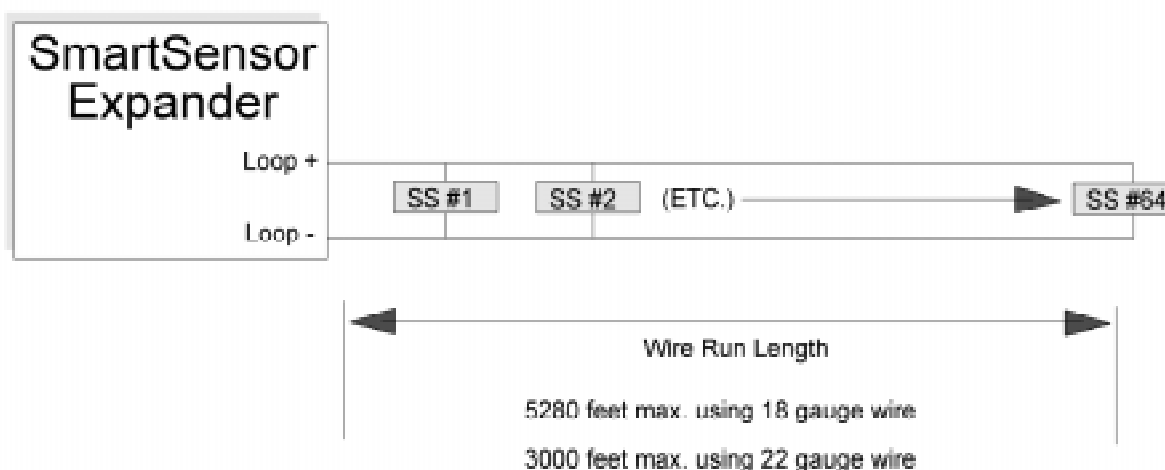 SmartSensor
Expander
Loop +
SS #1
SS #2
(ETC.)
SS #64
Loop -
Wire Run Length
5280 feet max. using 18 gauge wire
3000 feet max. using 22 gauge wire